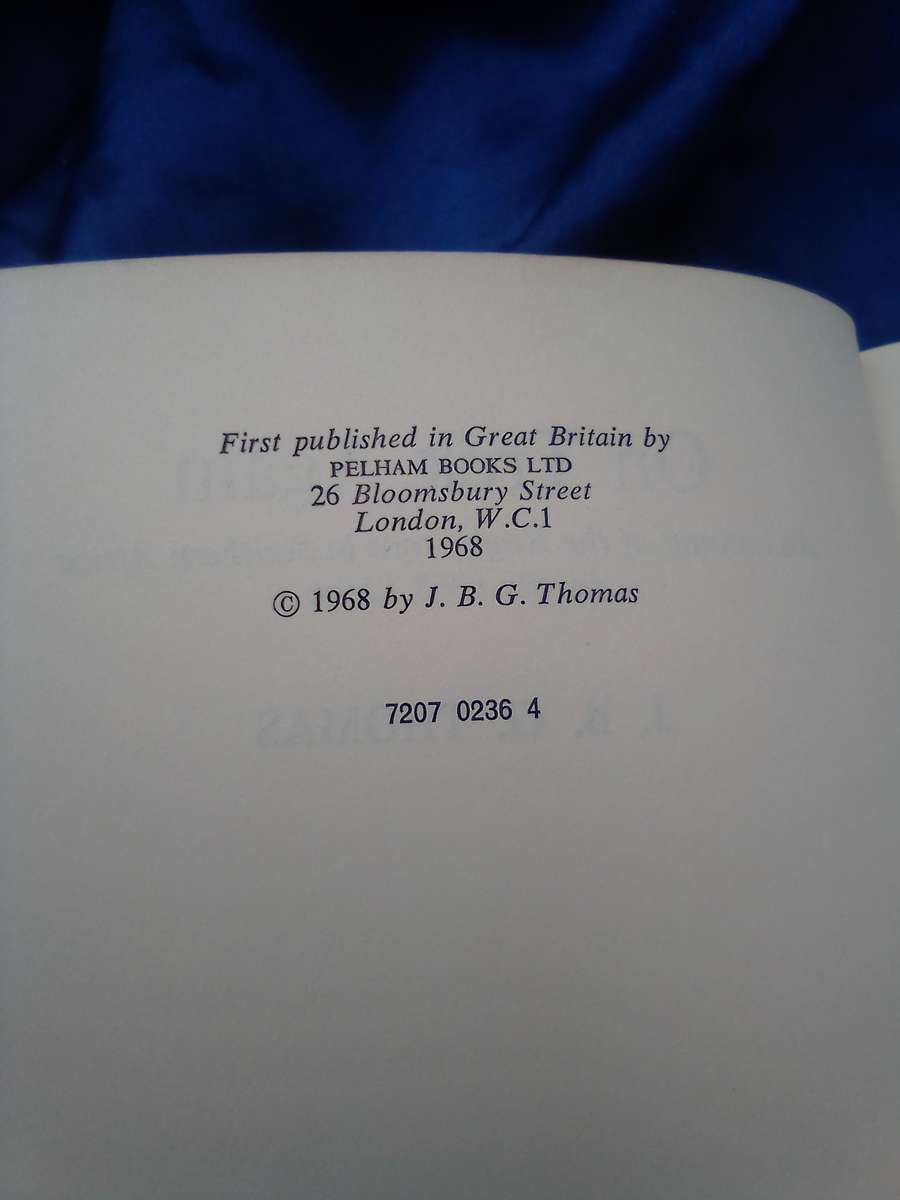 First published in Great Britain by
PELHAM BOOKS LTD
26 Bloomsbury Street
London, W.C.1
1968
© 1968 by J. B. G. Thomas
7207 0236 4